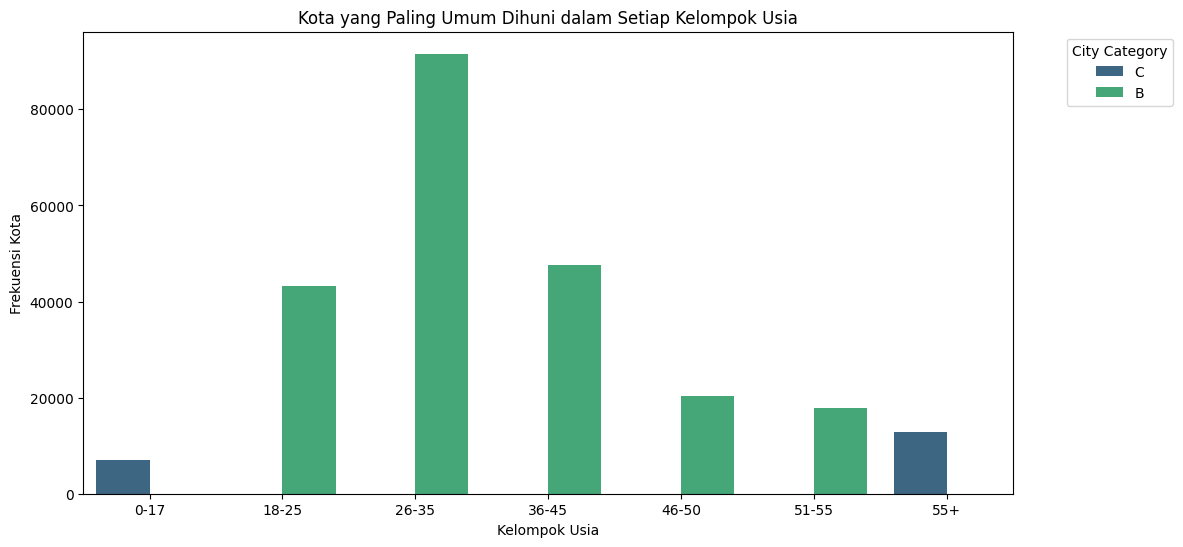 Kota yang Paling Umum Dihuni dalam Setiap Kelompok Usia
City Category
C
B
Frekuensi Kota
80000
60000
40000
20000
0
0-17 18-25 26-35 36-45 46-50 51-55 55+
Kelompok Usia